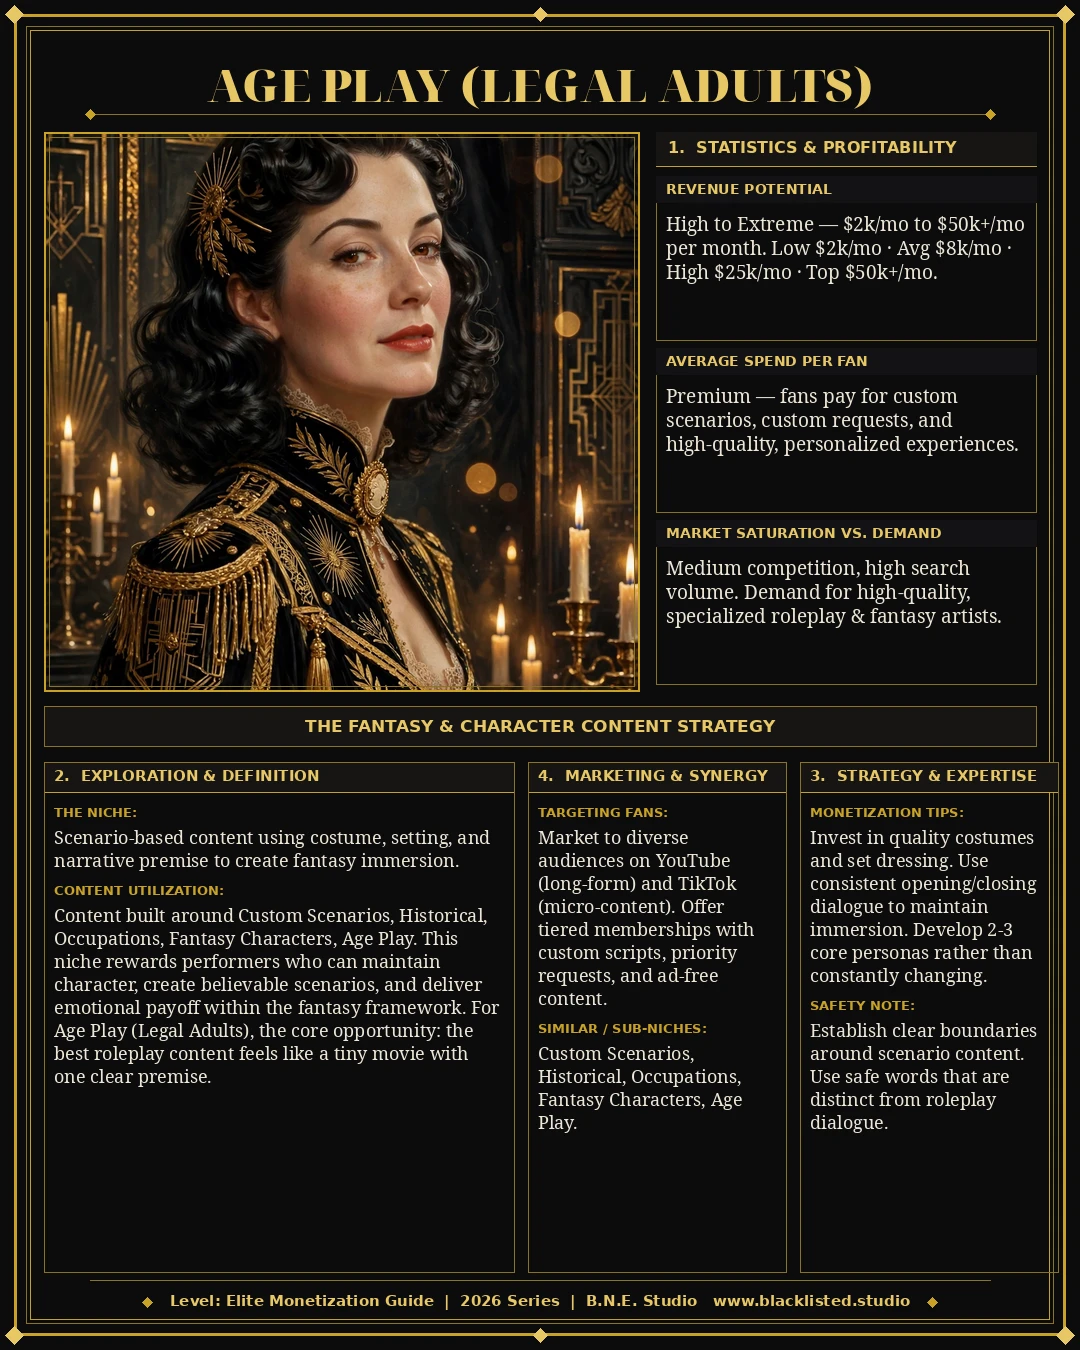 AGE PLAY (LEGAL ADULTS)
1. STATISTICS & PROFITABILITY
REVENUE POTENTIAL
High to Extreme — $2k/mo to $50k+/mo
per month. Low $2k/mo · Avg $8k/mo ·
High $25k/mo · Top $50k+/mo.
AVERAGE SPEND PER FAN
Premium — fans pay for custom
scenarios, custom requests, and
high-quality, personalized experiences.
MARKET SATURATION VS. DEMAND
Medium competition, high search
volume. Demand for high-quality,
specialized roleplay & fantasy artists.
THE FANTASY & CHARACTER CONTENT STRATEGY
2. EXPLORATION & DEFINITION
THE NICHE:
Scenario-based content using costume, setting, and
narrative premise to create fantasy immersion.
CONTENT UTILIZATION:
Content built around Custom Scenarios, Historical,
Occupations, Fantasy Characters, Age Play. This
niche rewards performers who can maintain
character, create believable scenarios, and deliver
emotional payoff within the fantasy framework. For
Age Play (Legal Adults), the core opportunity: the
best roleplay content feels like a tiny movie with
one clear premise.
4. MARKETING & SYNERGY
TARGETING FANS:
Market to diverse
audiences on YouTube
(long-form) and TikTok
(micro-content). Offer
tiered memberships with
custom scripts, priority
requests, and ad-free
content.
SIMILAR / SUB-NICHES:
Custom Scenarios,
Historical, Occupations,
Fantasy Characters, Age
Play.
3. STRATEGY & EXPERTISE
MONETIZATION TIPS:
Invest in quality costumes
and set dressing. Use
consistent opening/closing
dialogue to maintain
immersion. Develop 2-3
core personas rather than
constantly changing.
SAFETY NOTE:
Establish clear boundaries
around scenario content.
Use safe words that are
distinct from roleplay
dialogue.
Level: Elite Monetization Guide | 2026 Series | B.N.E. Studio www.blacklisted.studio